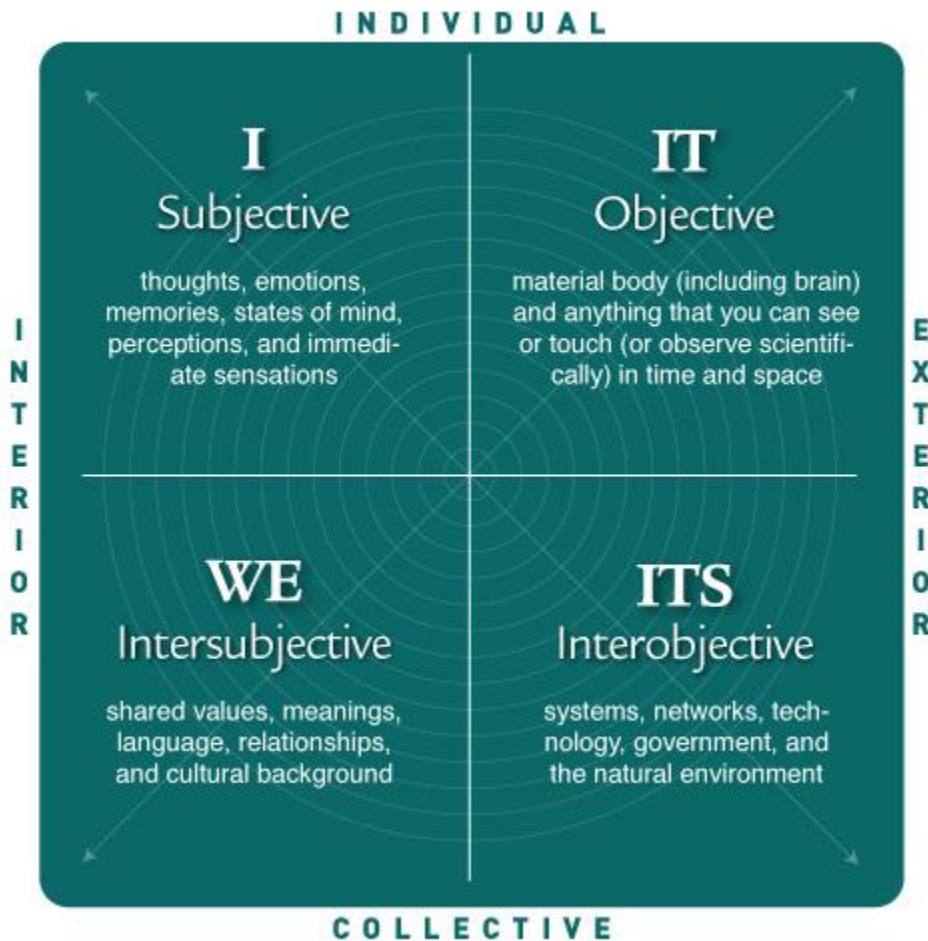 INDIVIDUAL
I
Subjective
thoughts, emotions,
memories, states of mind,
perceptions, and immedi-
ate sensations
IT
Objective
material body (including brain)
and anything that you can see
or touch (or observe scientifi-
cally) in time and space
INTERIOR
EXTERIOR
WE
Intersubjective
shared values, meanings,
language, relationships,
and cultural background
ITS
Interobjective
systems, networks, tech-
nology, government, and
the natural environment
COLLECTIVE